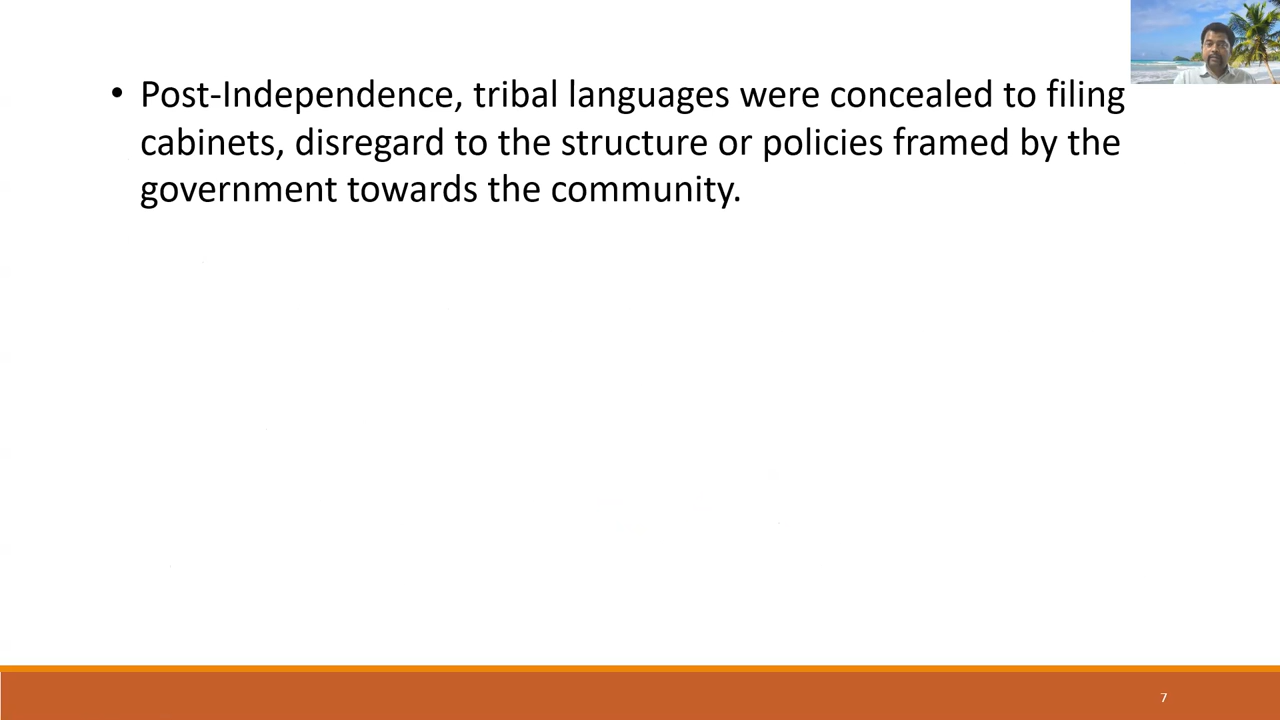 • Post-Independence, tribal languages were concealed to filing
cabinets, disregard to the structure or policies framed by the
government towards the community.
7